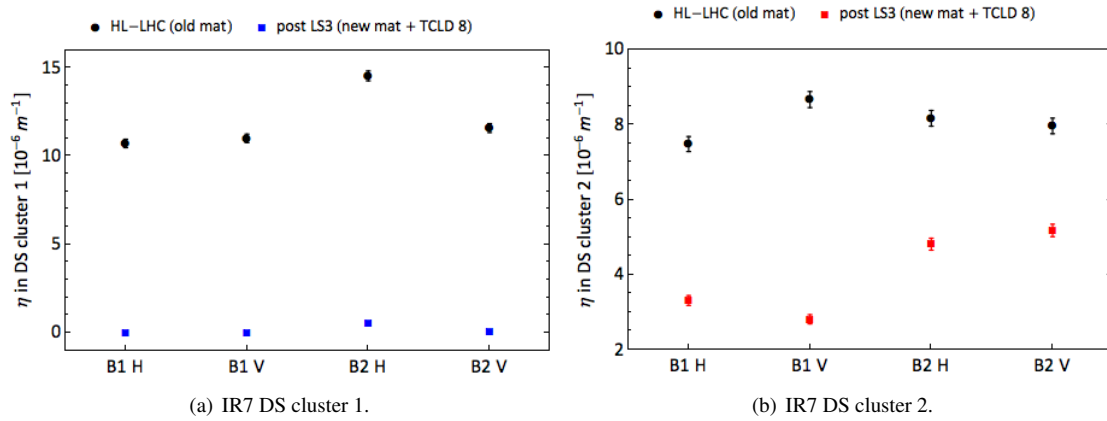 HL−LHC (old mat) post LS3 (new mat + TCLD 8)
η in DS cluster 1 [10⁻⁶ m⁻¹]
15
10
5
0
B1 H B1 V B2 H B2 V
(a) IR7 DS cluster 1.
HL−LHC (old mat) post LS3 (new mat + TCLD 8)
η in DS cluster 2 [10⁻⁶ m⁻¹]
10
8
6
4
2
B1 H B1 V B2 H B2 V
(b) IR7 DS cluster 2.